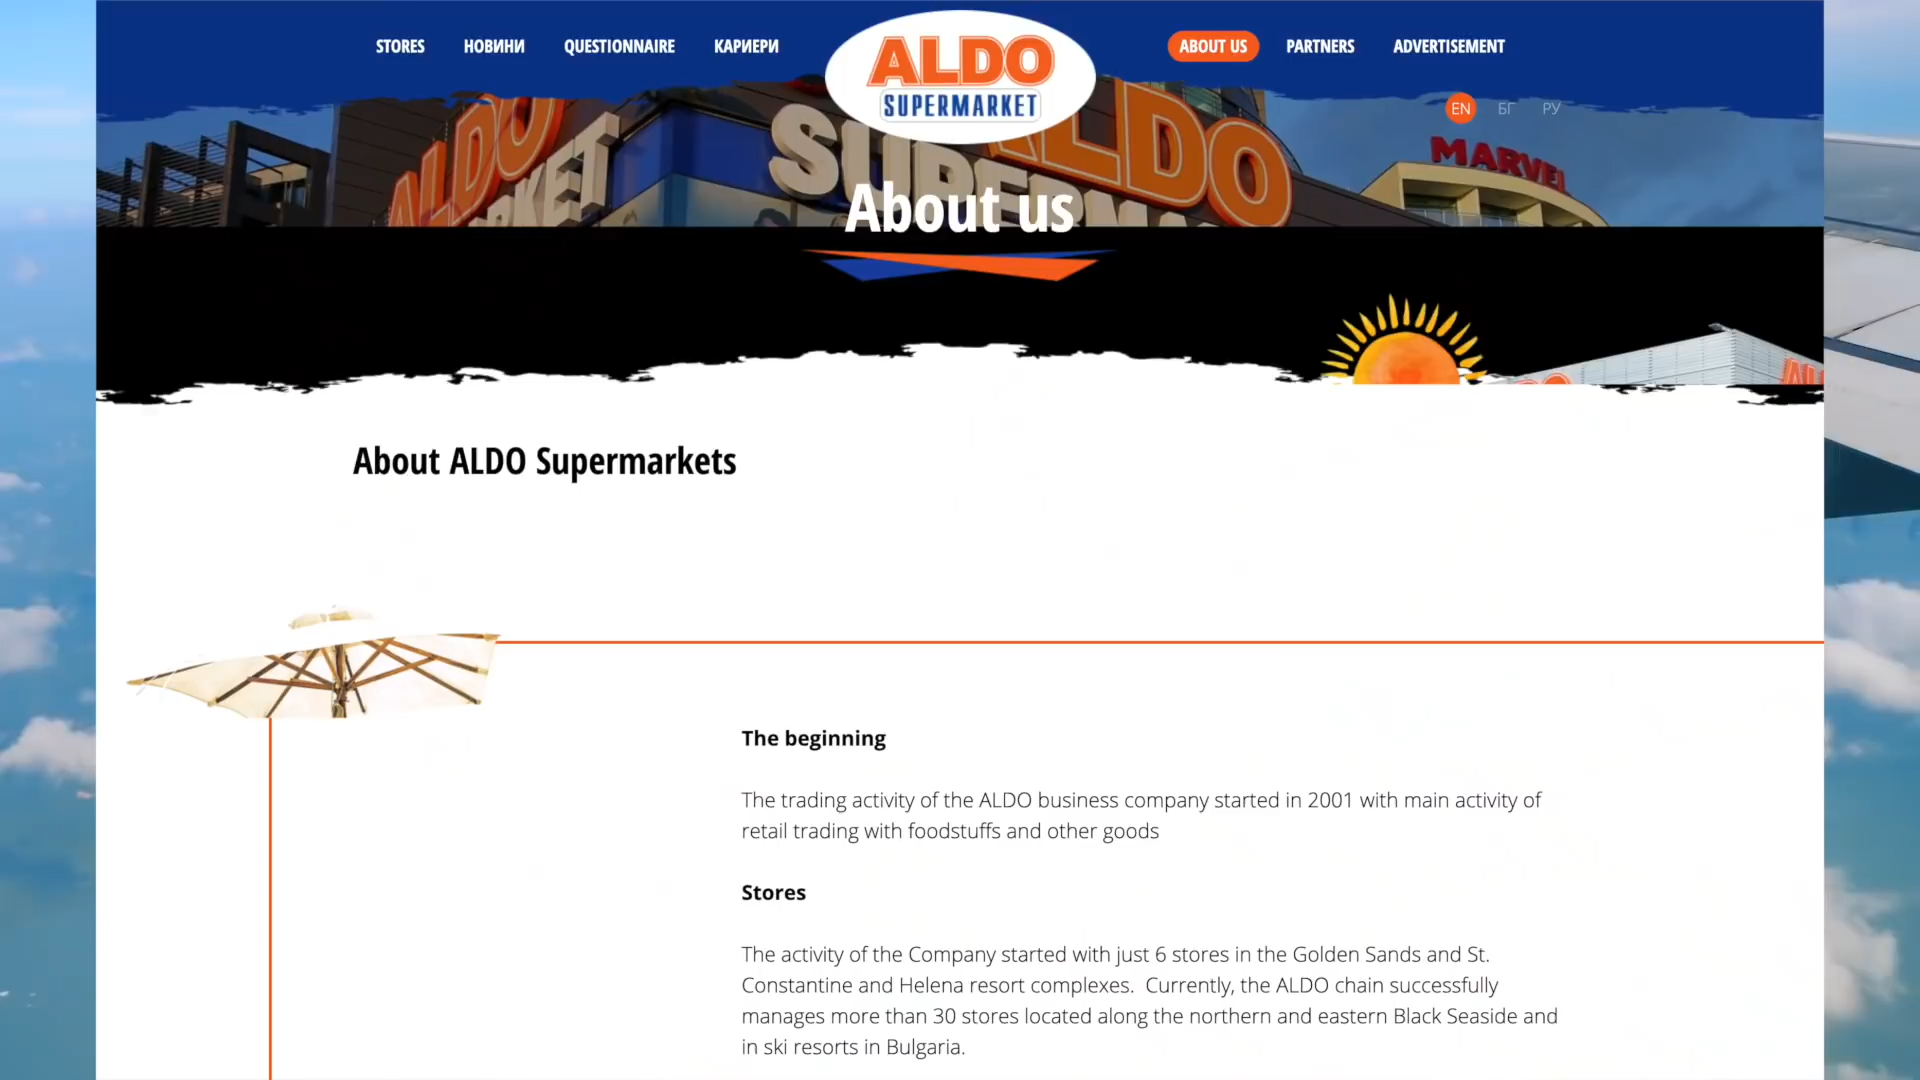 STORES НОВИНИ QUESTIONNAIRE КАРИЕРИ
ALDO
SUPERMARKET
ABOUT US PARTNERS ADVERTISEMENT
EN БГ РУ
ALDO
RKET
ALDO
SUPERMA
MARVEL
About us
About ALDO Supermarkets
The beginning
The trading activity of the ALDO business company started in 2001 with main activity of
retail trading with foodstuffs and other goods
Stores
The activity of the Company started with just 6 stores in the Golden Sands and St.
Constantine and Helena resort complexes.  Currently, the ALDO chain successfully
manages more than 30 stores located along the northern and eastern Black Seaside and
in ski resorts in Bulgaria.